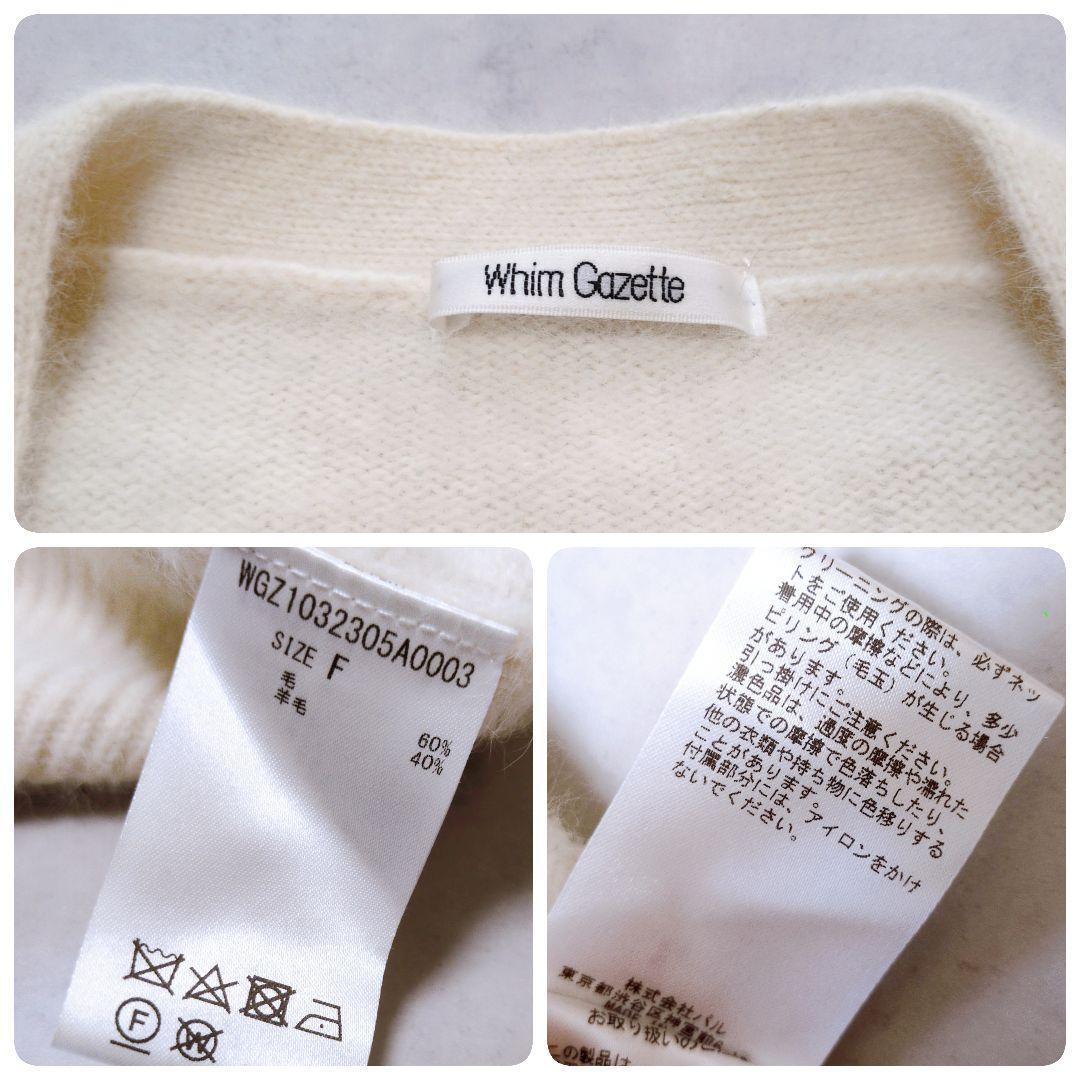 Whim Gazette
WGZ1032305A0003
SIZE F
毛 60%
羊毛 40%
F
W
クリーニングの際は、必ずネッ
トをご使用ください。
着用中の摩擦などにより、多少
ピリング(毛玉)が生じる場合
があります。
引っ掛けにご注意ください。
濃色品は、過度の摩擦や濡れた
状態での摩擦で色落ちしたり、
他の衣類や持ち物に色移りする
ことがあります。
付属部分には、アイロンをかけ
ないでください。
株式会社パル
東京都渋谷区神
お取り扱いの
この製品は